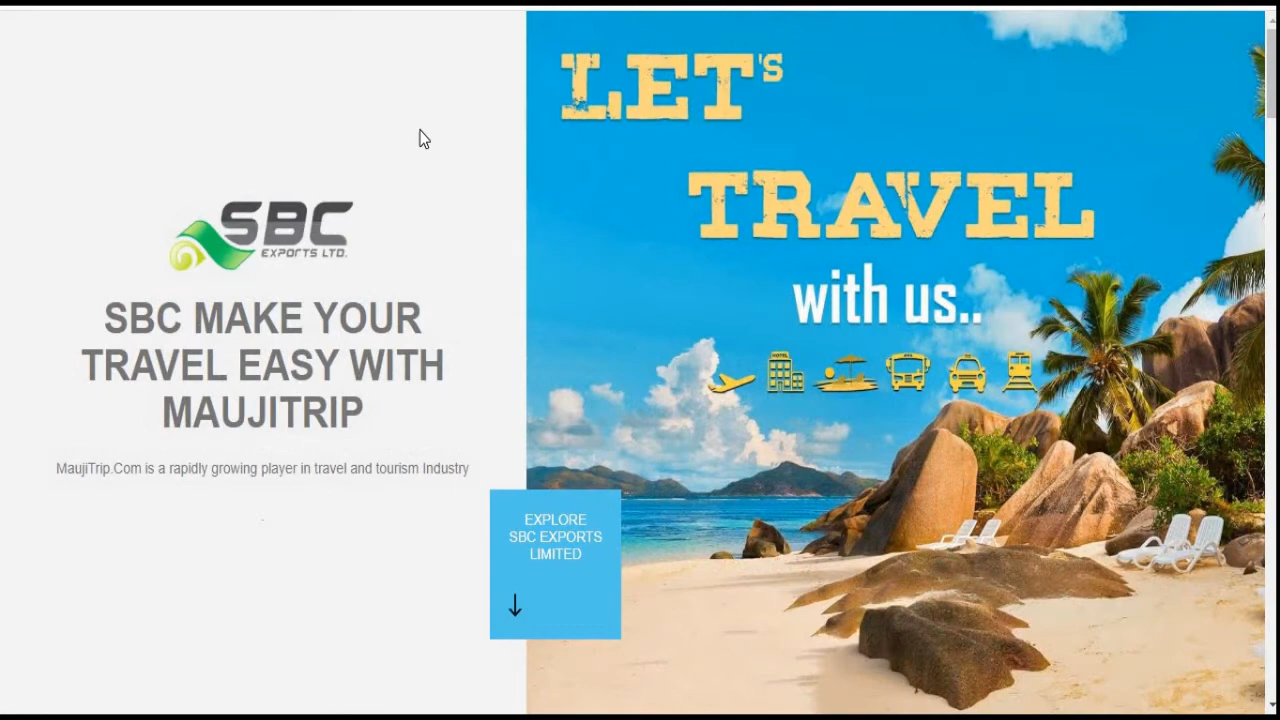 SBC
EXPORTS LTD.
SBC MAKE YOUR
TRAVEL EASY WITH
MAUJITRIP
MaujiTrip.Com is a rapidly growing player in travel and tourism Industry
EXPLORE
SBC EXPORTS
LIMITED
LET's
TRAVEL
with us..
HOTEL